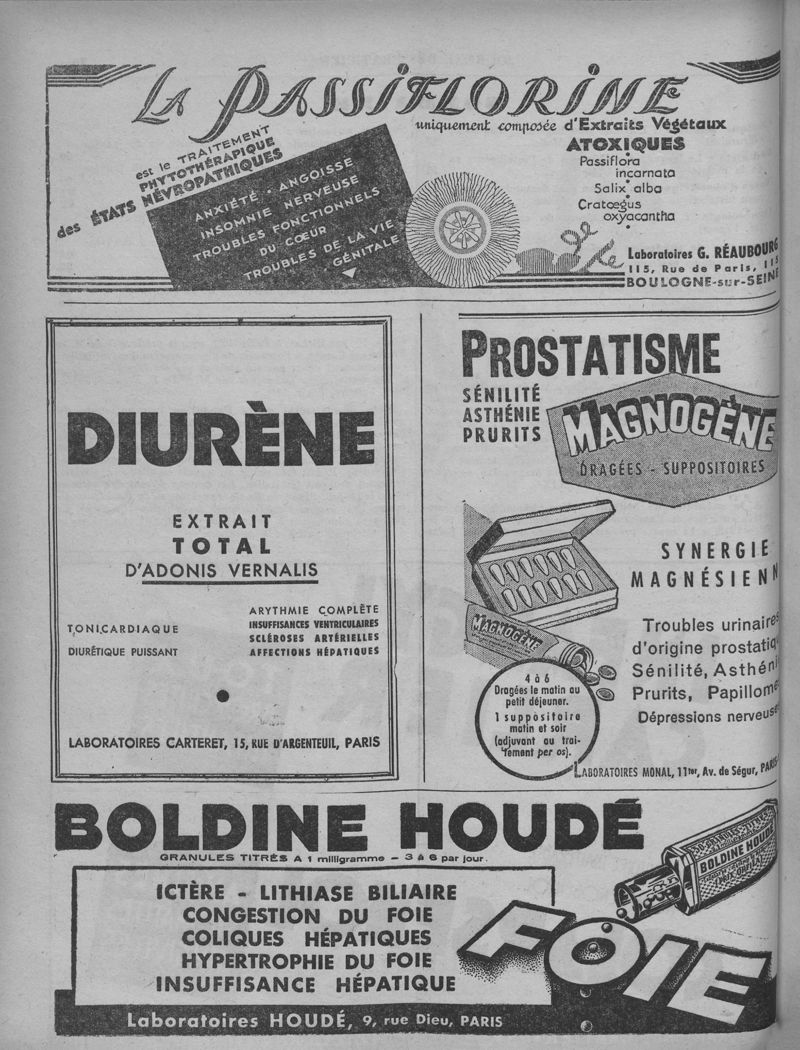 LA PASSIFLORINE
uniquement composée d'Extraits Végétaux
ATOXIQUES
Passiflora
incarnata
Salix alba
Cratœgus
oxyacantha
est le TRAITEMENT
PHYTOTHÉRAPIQUE
des ÉTATS NÉVROPATHIQUES
ANXIÉTÉ - ANGOISSE
INSOMNIE NERVEUSE
TROUBLES FONCTIONNELS
DU CŒUR
TROUBLES DE LA VIE
GÉNITALE
Laboratoires G. RÉAUBOURG
115, Rue de Paris, 115
BOULOGNE-sur-SEINE
DIURÈNE
EXTRAIT
TOTAL
D'ADONIS VERNALIS
TONICARDIAQUE
DIURÉTIQUE PUISSANT
ARYTHMIE COMPLÈTE
INSUFFISANCES VENTRICULAIRES
SCLÉROSES ARTÉRIELLES
AFFECTIONS HÉPATIQUES
LABORATOIRES CARTERET, 15, RUE D'ARGENTEUIL, PARIS
PROSTATISME
SÉNILITÉ
ASTHÉNIE
PRURITS
MAGNOGÈNE
DRAGÉES - SUPPOSITOIRES
SYNERGIE
MAGNÉSIENN
MAGNOGÈNE
Troubles urinaires
d'origine prostatiq
Sénilité, Asthéni
Prurits, Papillome
Dépressions nerveuse
4 à 6
Dragées le matin au
petit déjeuner.
1 suppositoire
matin et soir
(adjuvant au trai-
tement per os).
LABORATOIRES MONAL, 11ter, Av. de Ségur, PARIS
BOLDINE HOUDÉ
GRANULES TITRÉS A 1 milligramme - 3 à 6 par jour.
ICTÈRE - LITHIASE BILIAIRE
CONGESTION DU FOIE
COLIQUES HÉPATIQUES
HYPERTROPHIE DU FOIE
INSUFFISANCE HÉPATIQUE
BOLDINE HOUDÉ
FOIE
Laboratoires HOUDÉ, 9, rue Dieu, PARIS